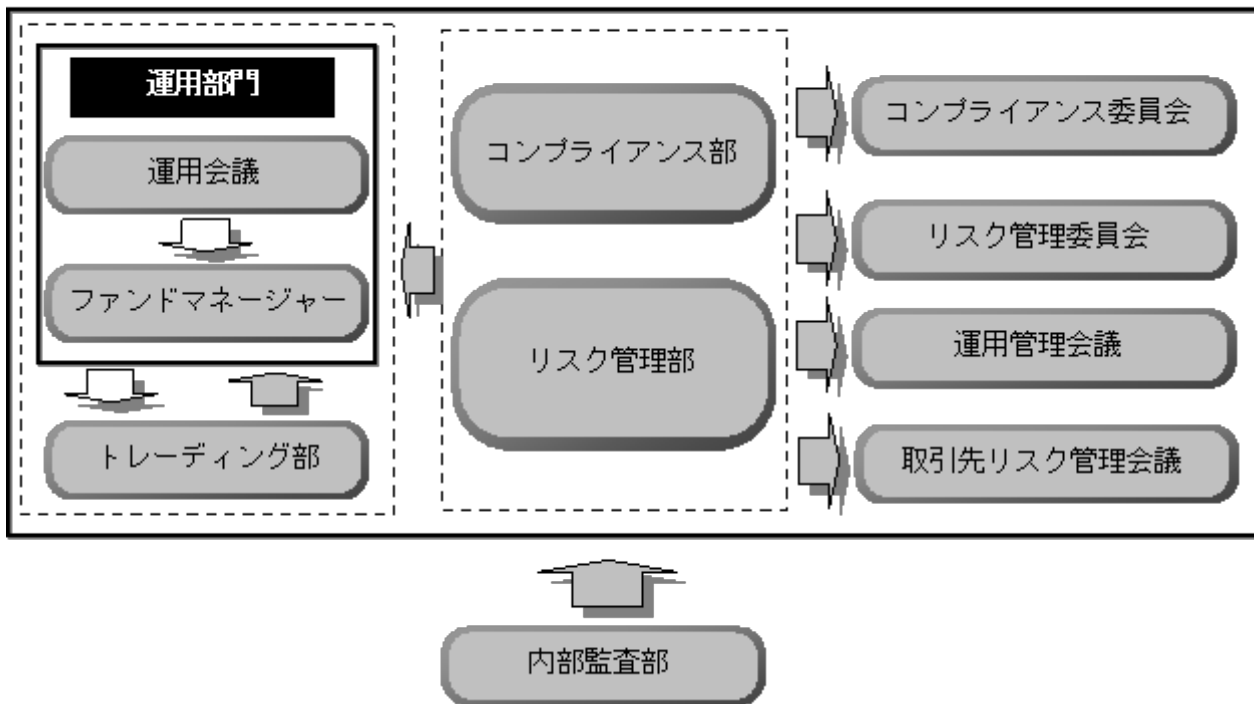 運用部門
運用会議
ファンドマネージャー
トレーディング部
コンプライアンス部
リスク管理部
コンプライアンス委員会
リスク管理委員会
運用管理会議
取引先リスク管理会議
内部監査部